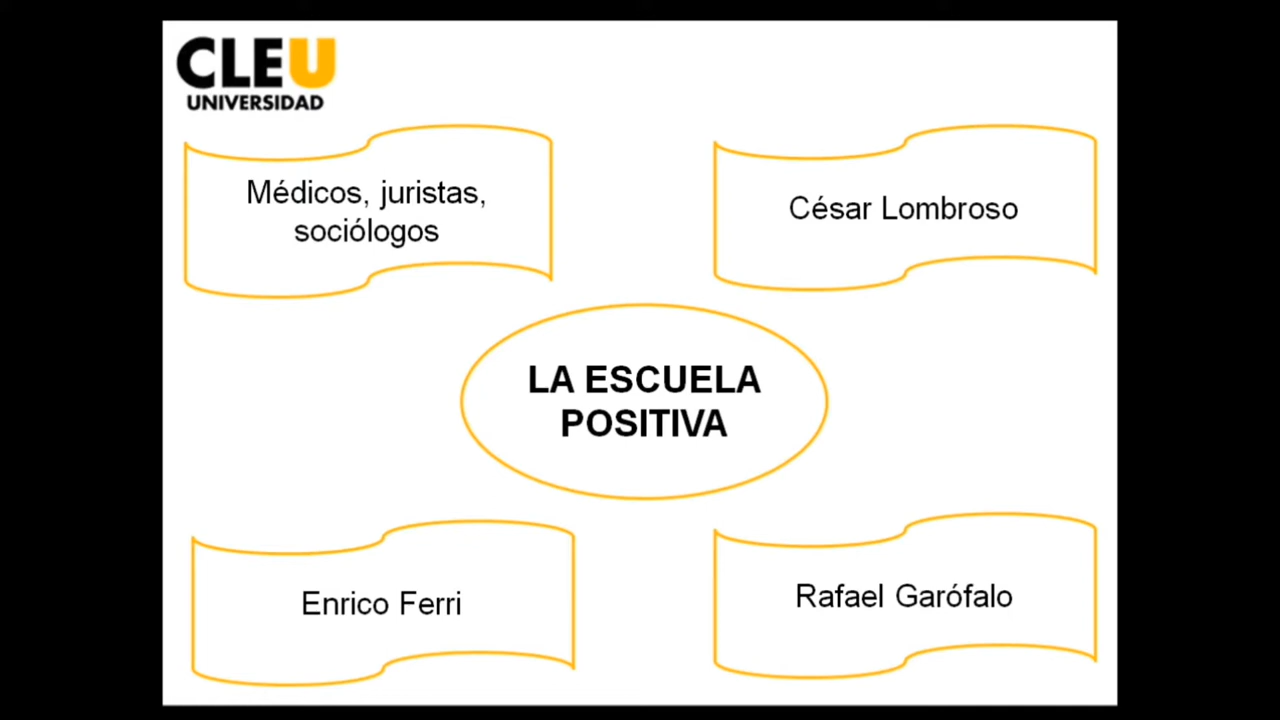 CLEU
UNIVERSIDAD
Médicos, juristas,
sociólogos
César Lombroso
LA ESCUELA
POSITIVA
Enrico Ferri
Rafael Garófalo